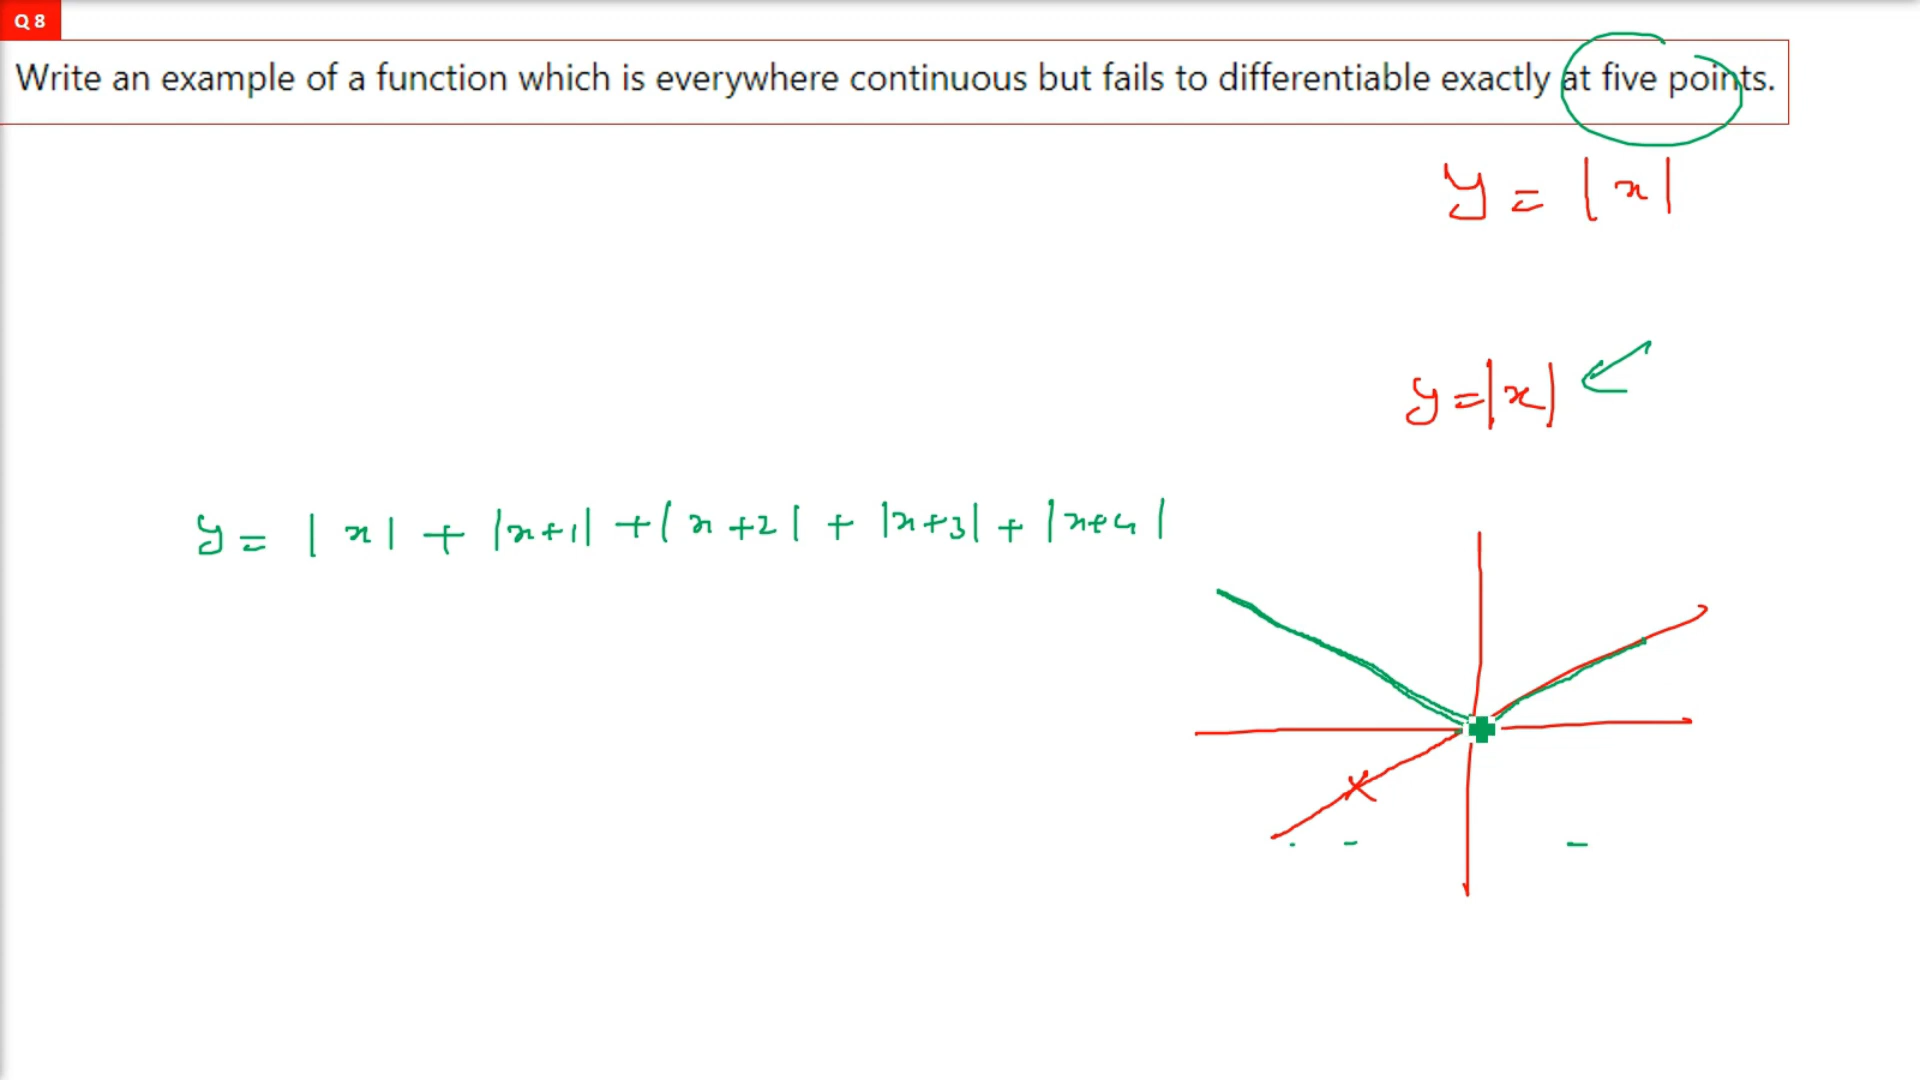 Q 8
Write an example of a function which is everywhere continuous but fails to differentiable exactly at five points.
y = |x|
y = |x|
y = |x| + |x+1| + |x+2| + |x+3| + |x+4|